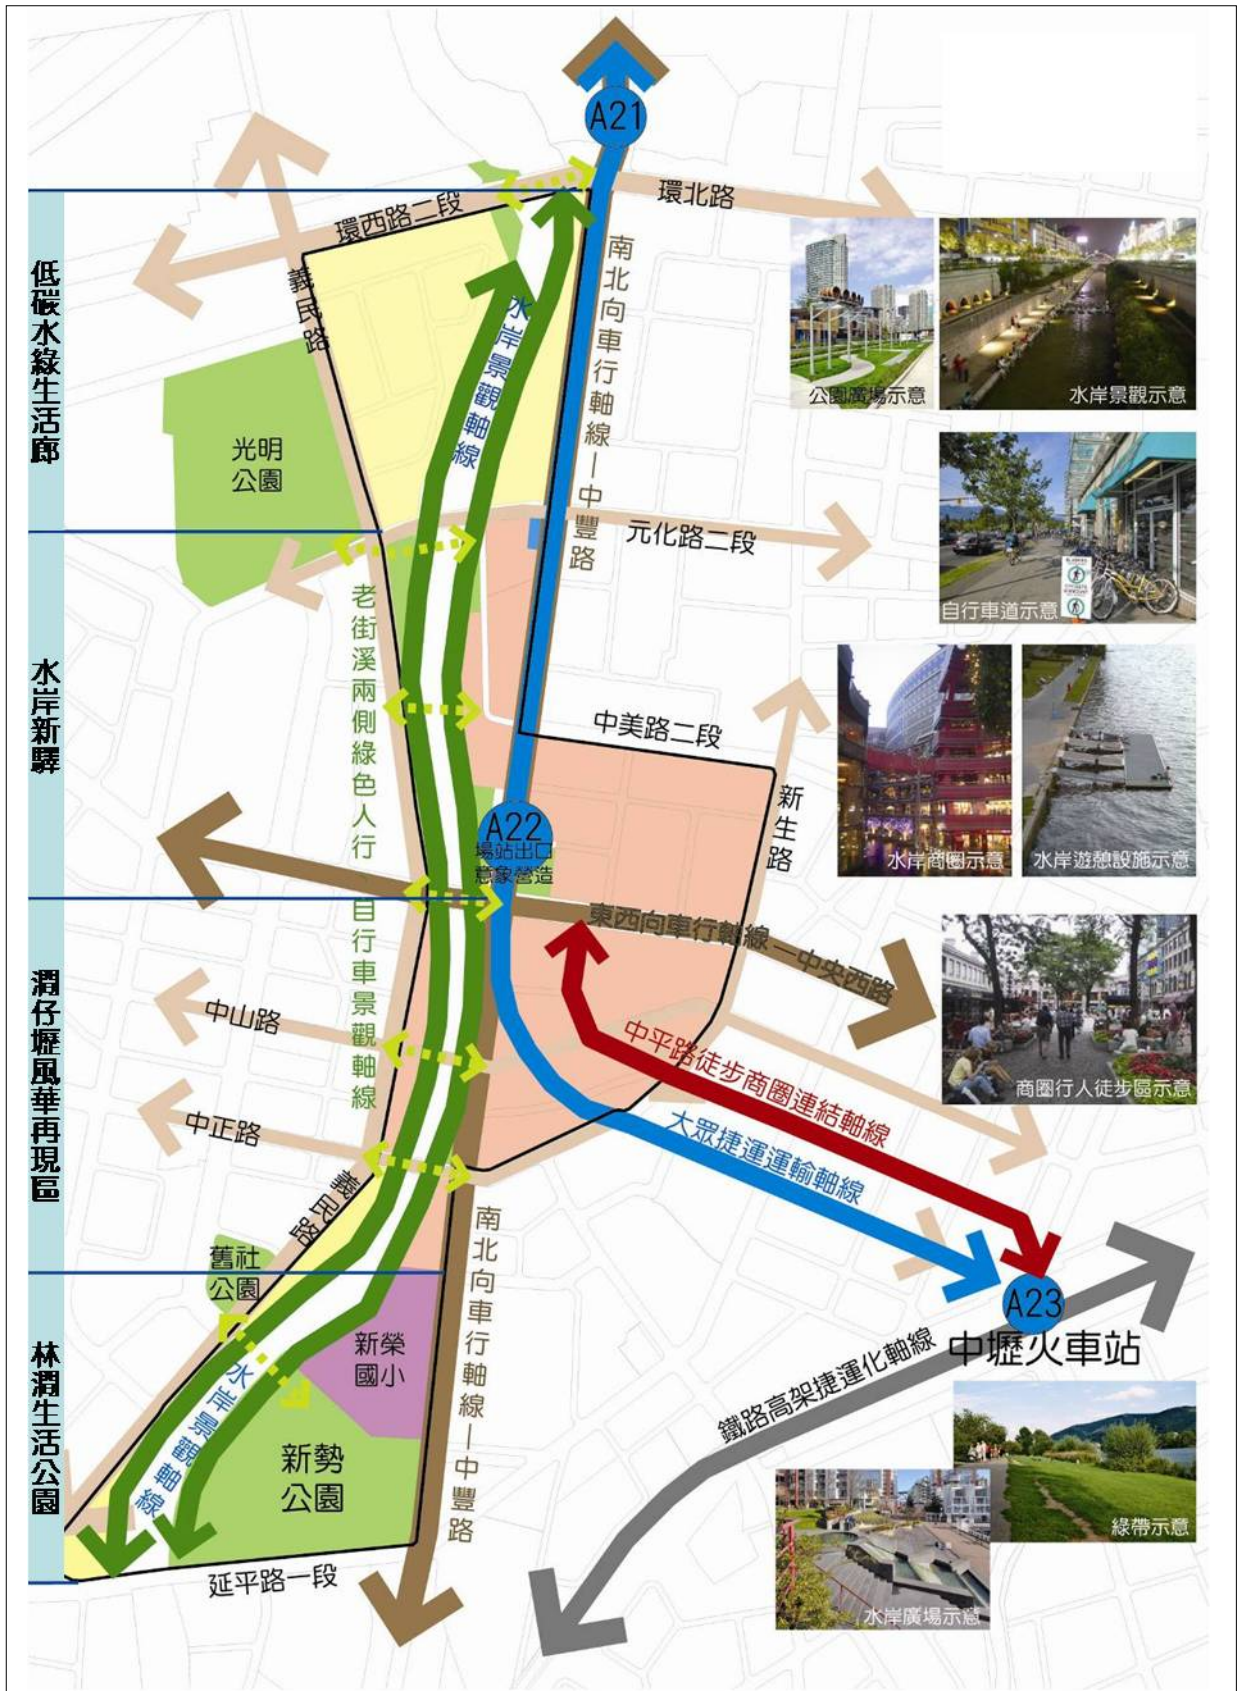 A21
環西路二段
環北路
義民路
南北向車行軸線—中豐路
水岸景觀軸線
低碳水綠生活廊
光明
公園
元化路二段
公園廣場示意
水岸景觀示意
自行車道示意
老街溪兩側綠色人行 自行車景觀軸線
中美路二段
新生路
水岸新驛
A22
場站出口
意象營造
水岸商圈示意
水岸遊憩設施示意
東西向車行軸線—中央西路
澗仔壢風華再現區
中山路
中平路徒步商圈連結軸線
商圈行人徒步區示意
中正路
大眾捷運運輸軸線
義民路
舊社
公園
南北向車行軸線—中豐路
A23
中壢火車站
新榮
國小
林澗生活公園
水岸景觀軸線
鐵路高架捷運化軸線
新勢
公園
綠帶示意
延平路一段
水岸廣場示意